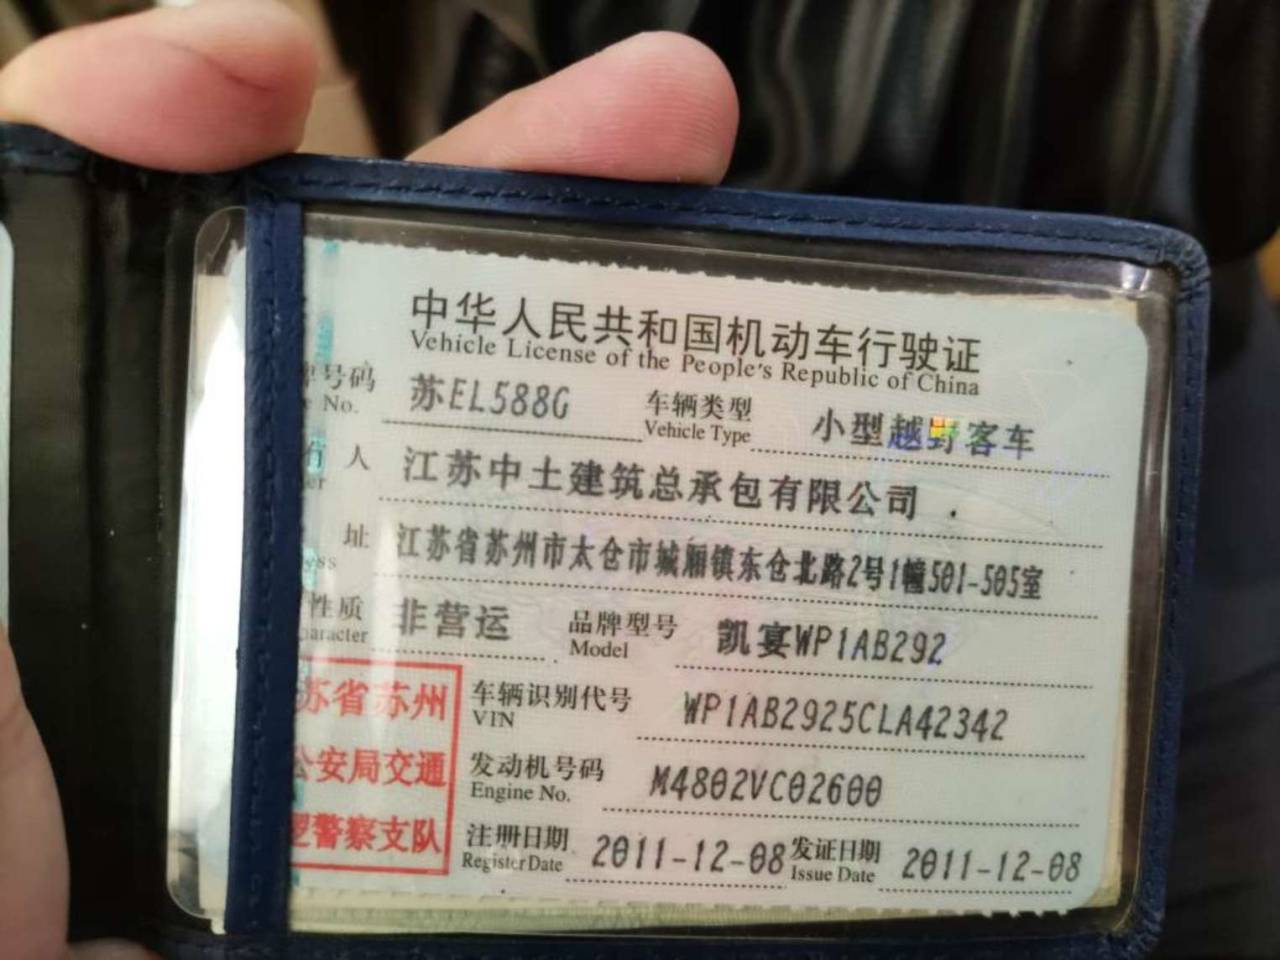 中华人民共和国机动车行驶证
Vehicle License of the People's Republic of China
号码 苏EL588G 车辆类型 小型越野客车
No. Vehicle Type
人 江苏中土建筑总承包有限公司
址 江苏省苏州市太仓市城厢镇东仓北路2号1幢501-505室
性质 非营运 品牌型号 凯宴WP1AB292
Model
苏省苏州 车辆识别代号 WP1AB2925CLA42342
VIN
公安局交通 发动机号码 M4802VC02600
Engine No.
警察支队 注册日期 2011-12-08 发证日期 2011-12-08
Register Date Issue Date